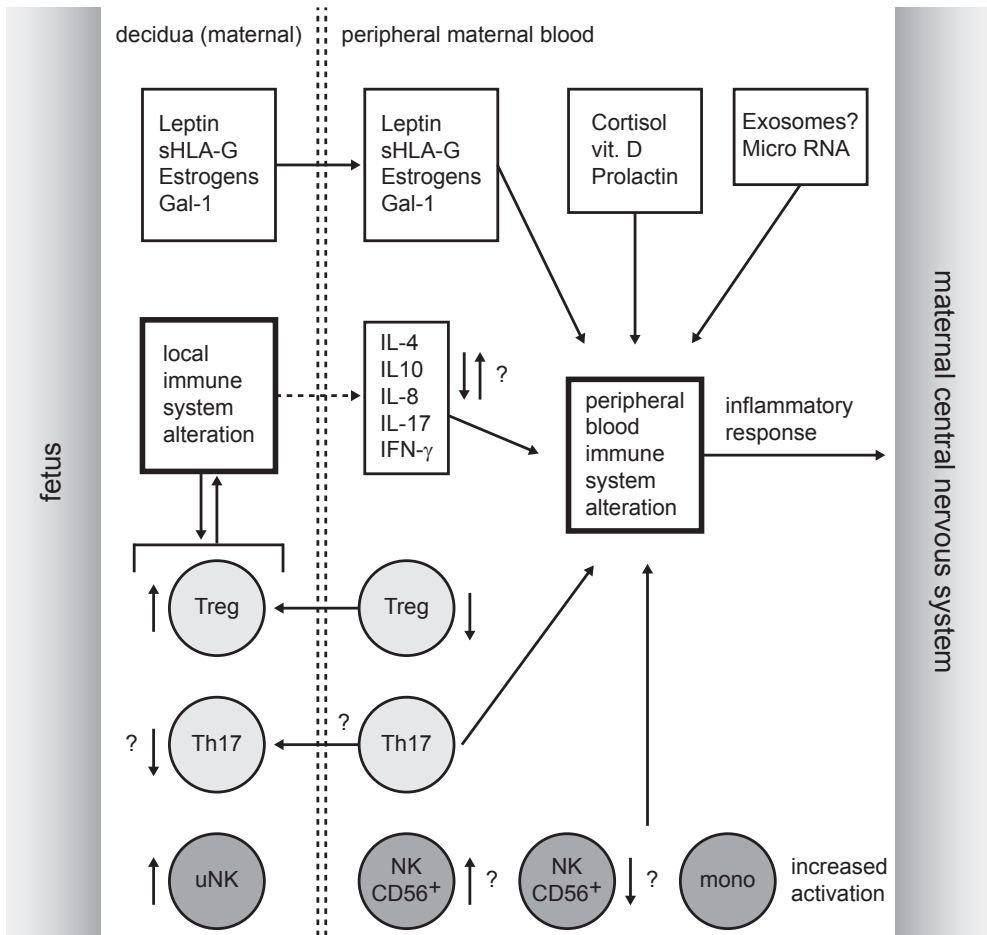 decidua (maternal)
peripheral maternal blood
Leptin
sHLA-G
Estrogens
Gal-1
Leptin
sHLA-G
Estrogens
Gal-1
Cortisol
vit. D
Prolactin
Exosomes?
Micro RNA
local
immune
system
alteration
IL-4
IL10
IL-8
IL-17
IFN-γ
?
peripheral
blood
immune
system
alteration
inflammatory
response
fetus
maternal central nervous system
Treg
Treg
?
Th17
?
Th17
uNK
NK
CD56+
?
NK
CD56+
?
mono
increased
activation